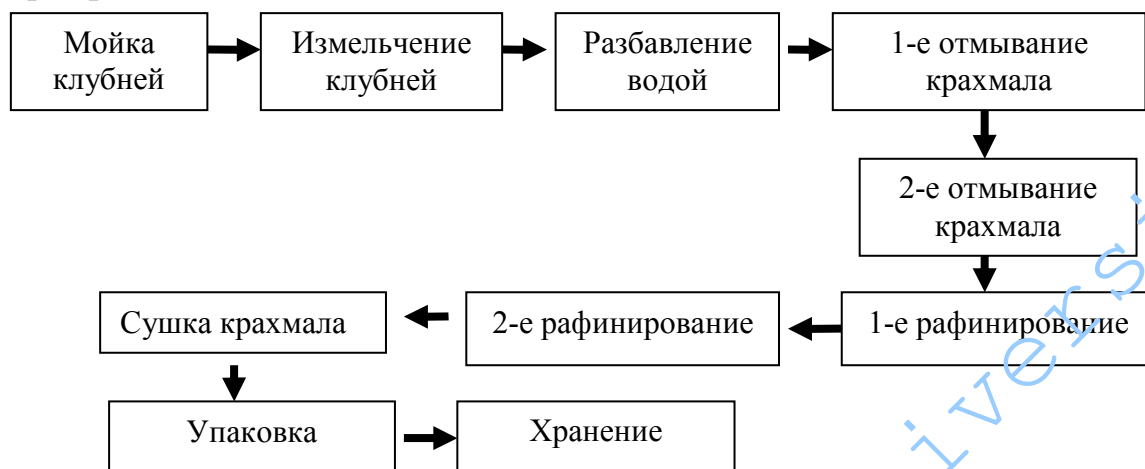 Мойка
клубней
Измельчение
клубней
Разбавление
водой
1-е отмывание
крахмала
2-е отмывание
крахмала
1-е рафинирование
2-е рафинирование
Сушка крахмала
Упаковка
Хранение
ivers